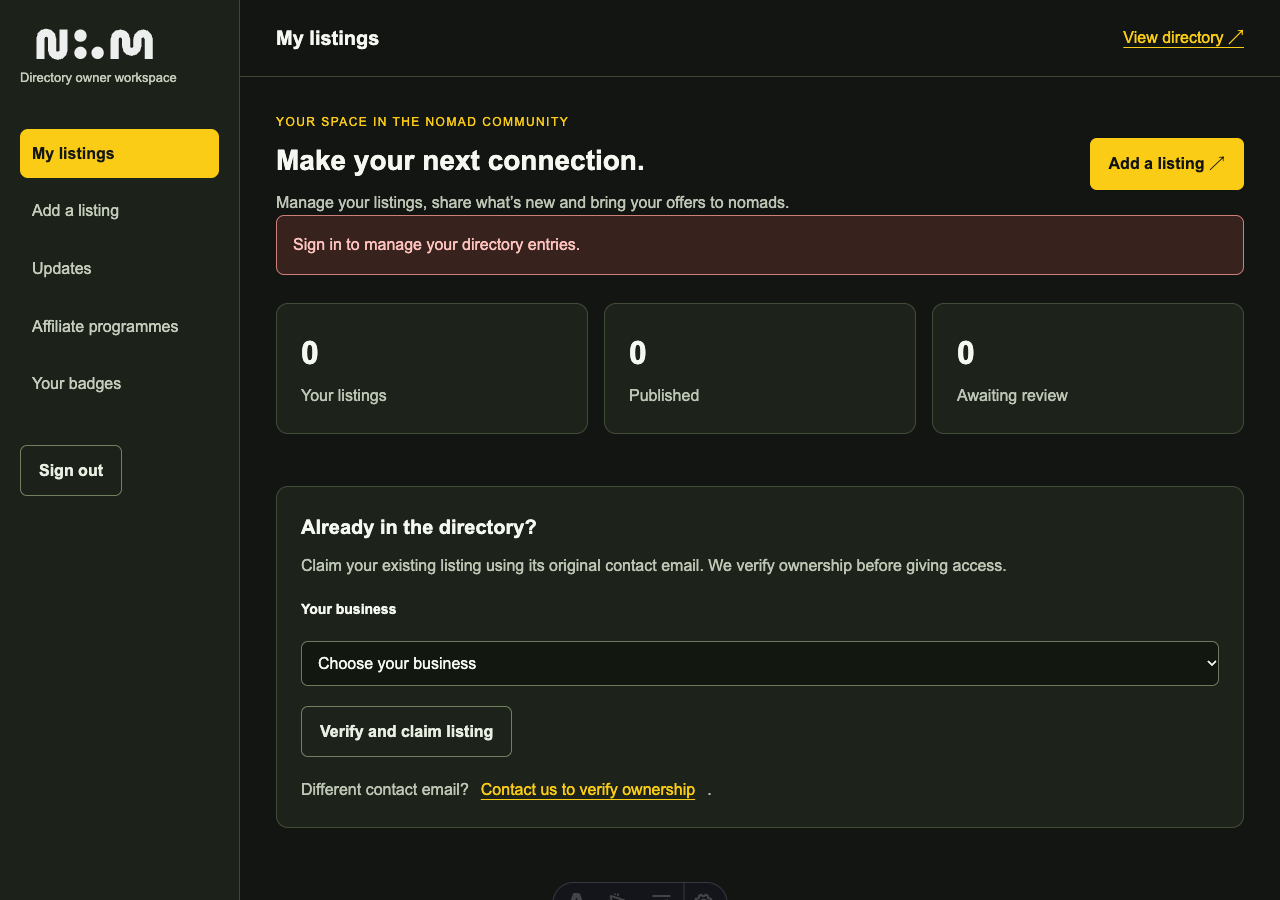 N:.M
Directory owner workspace
My listings
Add a listing
Updates
Affiliate programmes
Your badges
Sign out
My listings
View directory ↗
YOUR SPACE IN THE NOMAD COMMUNITY
Make your next connection.
Manage your listings, share what's new and bring your offers to nomads.
Add a listing ↗
Sign in to manage your directory entries.
0
Your listings
0
Published
0
Awaiting review
Already in the directory?
Claim your existing listing using its original contact email. We verify ownership before giving access.
Your business
Choose your business
Verify and claim listing
Different contact email? Contact us to verify ownership .